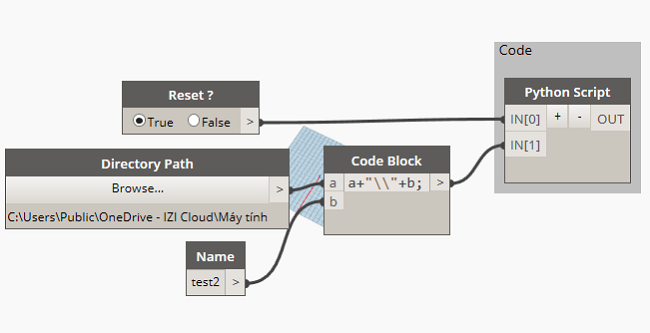 Code
Reset ?
True False >
Python Script
IN[0] + - OUT
IN[1]
Directory Path
Browse... >
C:\Users\Public\OneDrive - IZI Cloud\Máy tính
Code Block
a a+"\\"+b; >
b
Name
test2 >